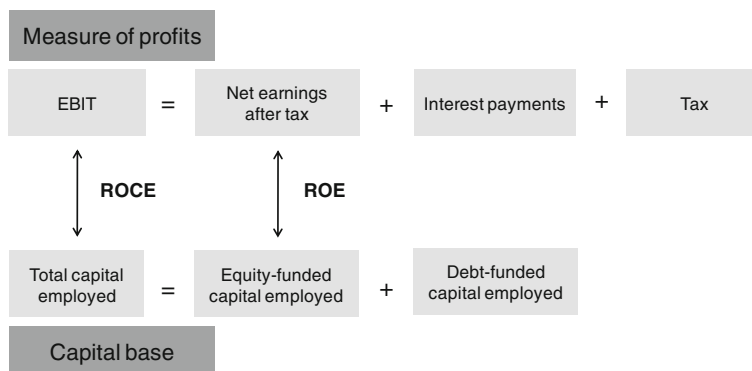 Measure of profits
EBIT = Net earnings after tax + Interest payments + Tax
ROCE ROE
Total capital employed = Equity-funded capital employed + Debt-funded capital employed
Capital base